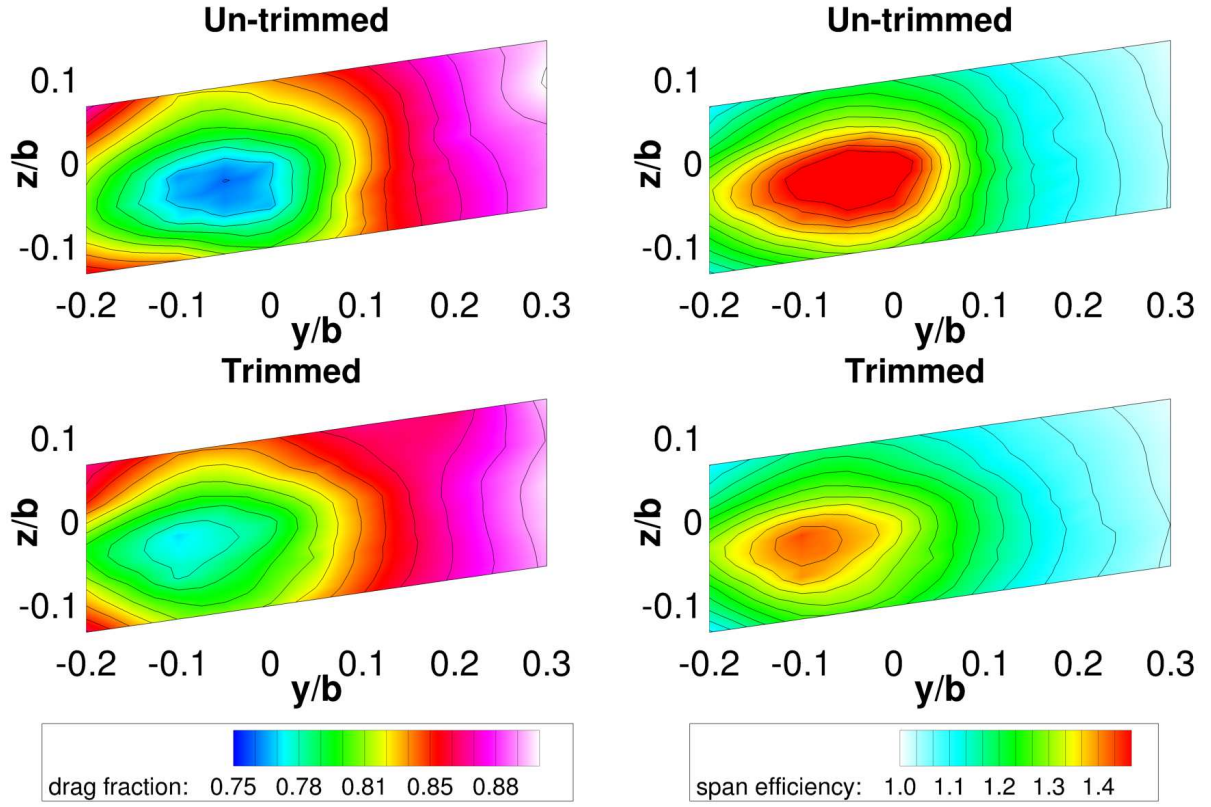 Un-trimmed
Un-trimmed
0.1
0
-0.1
z/b
-0.2 -0.1 0 0.1 0.2 0.3
y/b
0.1
0
-0.1
z/b
-0.2 -0.1 0 0.1 0.2 0.3
y/b
Trimmed
Trimmed
0.1
0
-0.1
z/b
-0.2 -0.1 0 0.1 0.2 0.3
y/b
0.1
0
-0.1
z/b
-0.2 -0.1 0 0.1 0.2 0.3
y/b
drag fraction: 0.75 0.78 0.81 0.85 0.88
span efficiency: 1.0 1.1 1.2 1.3 1.4